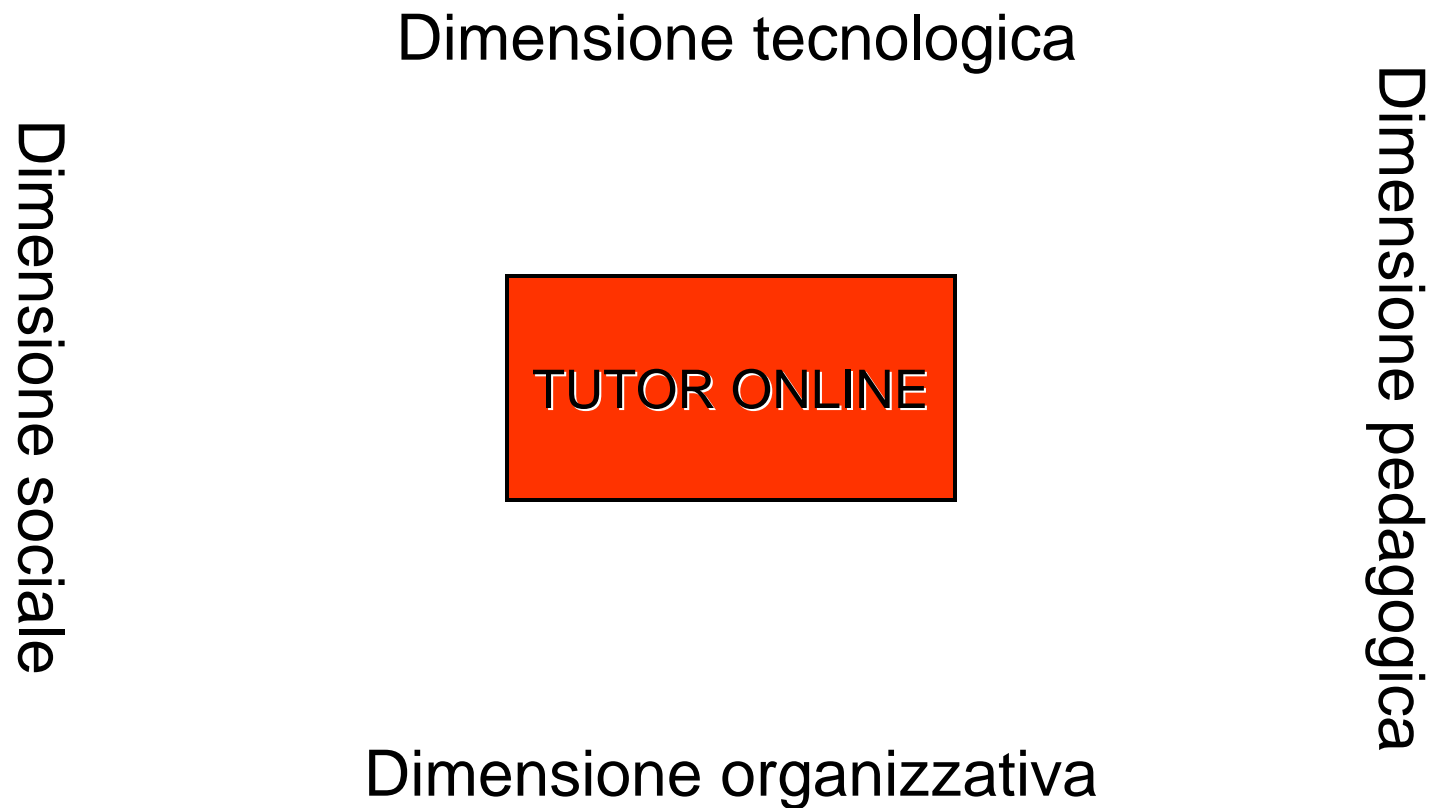 Dimensione tecnologica
Dimensione sociale
TUTOR ONLINE
Dimensione pedagogica
Dimensione organizzativa